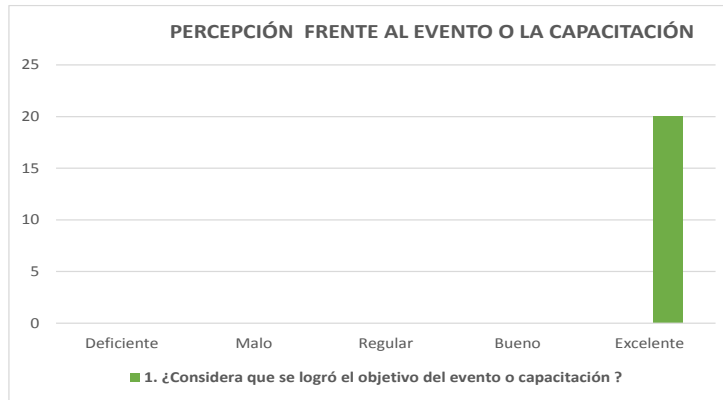 PERCEPCIÓN FRENTE AL EVENTO O LA CAPACITACIÓN
25
20
15
10
5
0
Deficiente Malo Regular Bueno Excelente
1. ¿Considera que se logró el objetivo del evento o capacitación ?